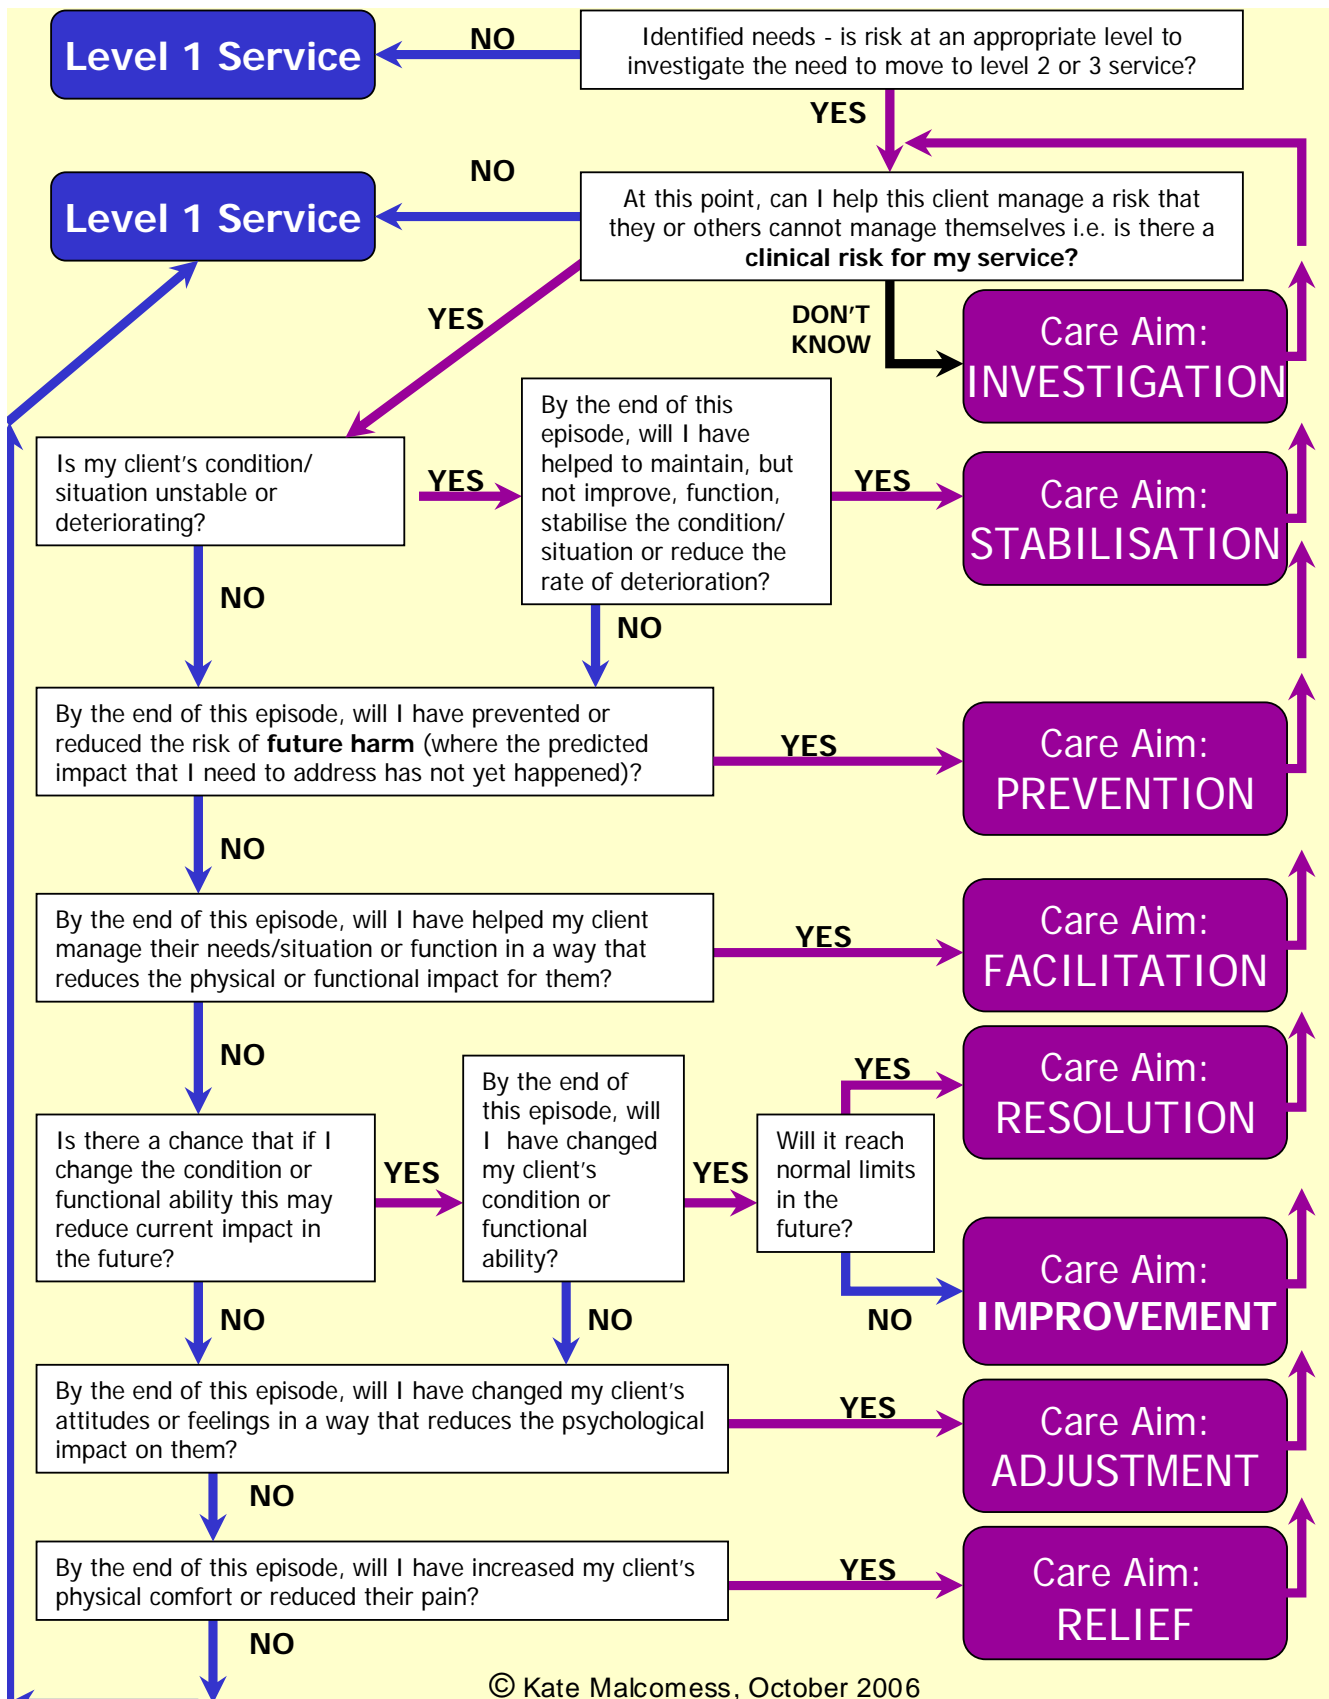 Level 1 Service
NO
Identified needs - is risk at an appropriate level to
investigate the need to move to level 2 or 3 service?
YES
Level 1 Service
NO
At this point, can I help this client manage a risk that
they or others cannot manage themselves i.e. is there a
clinical risk for my service?
YES
DON'T
KNOW
Care Aim:
INVESTIGATION
Is my client's condition/
situation unstable or
deteriorating?
YES
By the end of this
episode, will I have
helped to maintain, but
not improve, function,
stabilise the condition/
situation or reduce the
rate of deterioration?
YES
Care Aim:
STABILISATION
NO
NO
By the end of this episode, will I have prevented or
reduced the risk of future harm (where the predicted
impact that I need to address has not yet happened)?
YES
Care Aim:
PREVENTION
NO
By the end of this episode, will I have helped my client
manage their needs/situation or function in a way that
reduces the physical or functional impact for them?
YES
Care Aim:
FACILITATION
NO
Is there a chance that if I
change the condition or
functional ability this may
reduce current impact in
the future?
YES
By the end of
this episode, will
I have changed
my client's
condition or
functional
ability?
YES
Will it reach
normal limits
in the
future?
YES
Care Aim:
RESOLUTION
NO
Care Aim:
IMPROVEMENT
NO
NO
By the end of this episode, will I have changed my client's
attitudes or feelings in a way that reduces the psychological
impact on them?
YES
Care Aim:
ADJUSTMENT
NO
By the end of this episode, will I have increased my client's
physical comfort or reduced their pain?
YES
Care Aim:
RELIEF
NO
© Kate Malcomess, October 2006